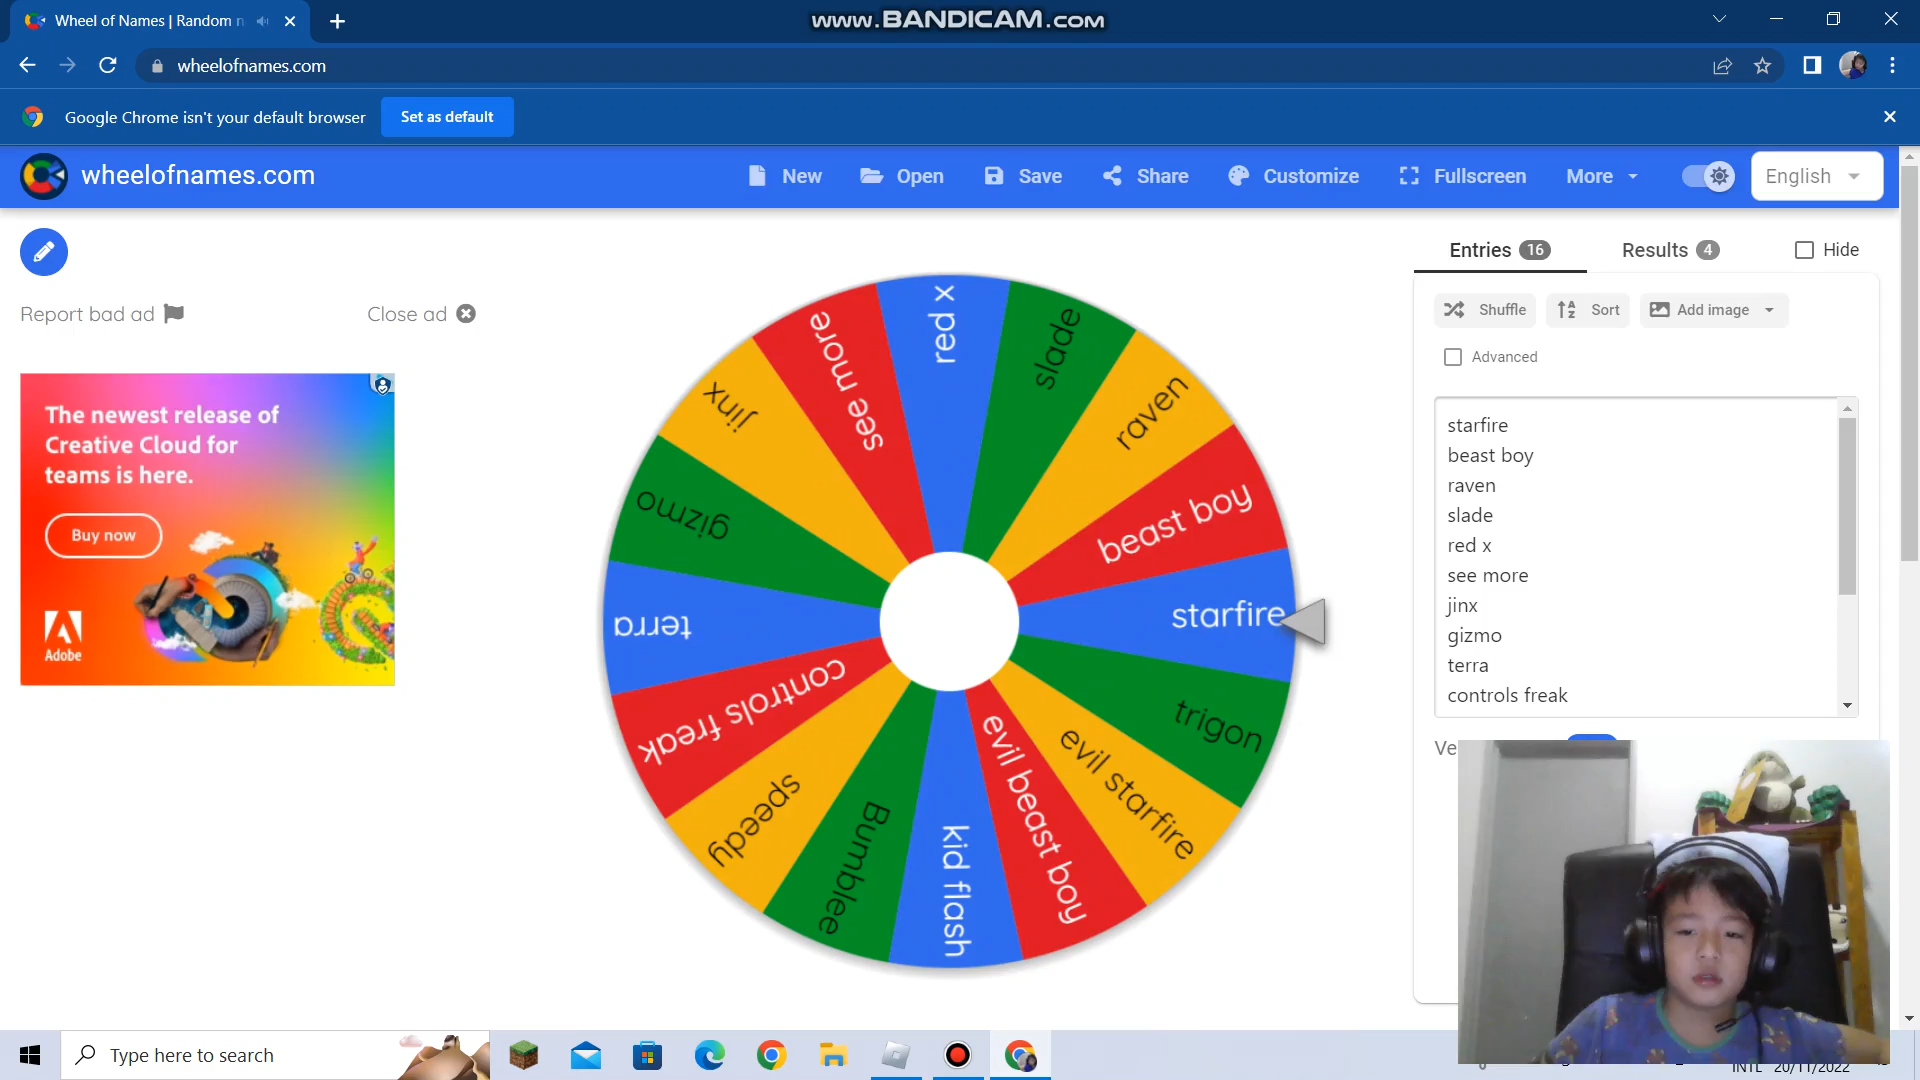 Wheel of Names | Random n
www.BANDICAM.com
wheelofnames.com
Google Chrome isn't your default browser
Set as default
wheelofnames.com
New
Open
Save
Share
Customize
Fullscreen
More
English
Report bad ad
Close ad
The newest release of
Creative Cloud for
teams is here.
Buy now
Adobe
red x
slade
raven
beast boy
starfire
trigon
evil starfire
evil beast boy
kid flash
Bumblee
speedy
controls freak
terra
gizmo
jinx
see more
Entries 16
Results 4
Hide
Shuffle
Sort
Add image
Advanced
starfire
beast boy
raven
slade
red x
see more
jinx
gizmo
terra
controls freak
Ve
Type here to search
INTL 20/11/2022